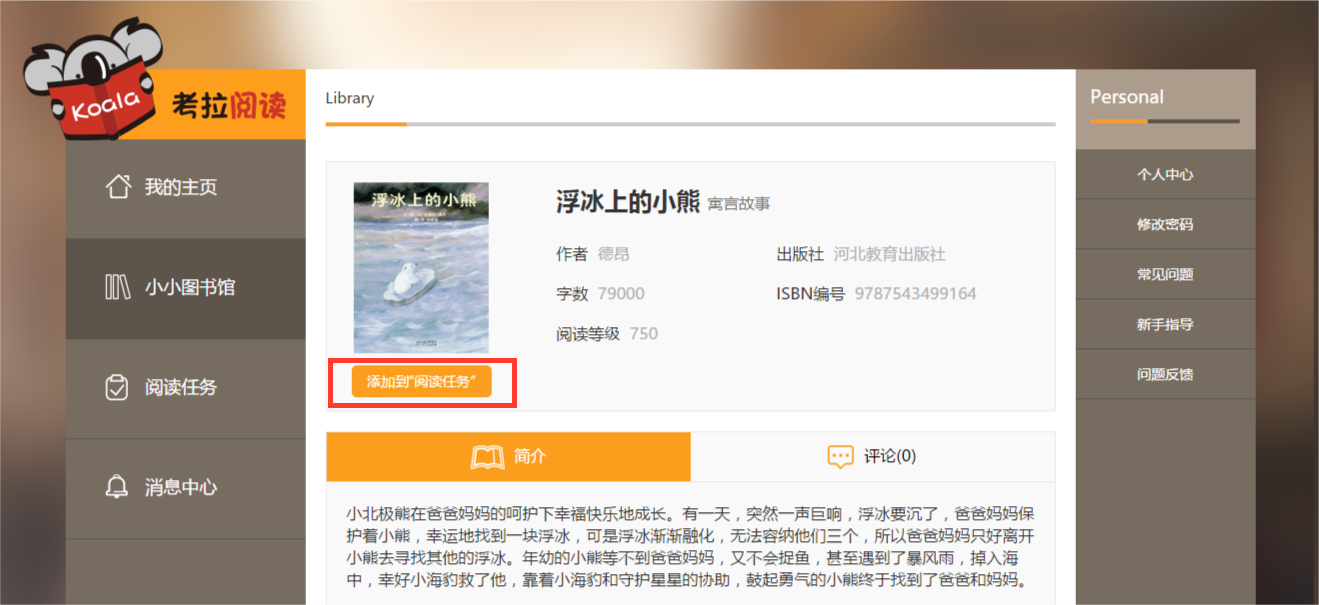 Koala
考拉阅读
我的主页
小小图书馆
阅读任务
消息中心
Library
浮冰上的小熊
浮冰上的小熊 寓言故事
作者 德昂
出版社 河北教育出版社
字数 79000
ISBN编号 9787543499164
阅读等级 750
添加到“阅读任务”
简介
评论(0)
小北极熊在爸爸妈妈的呵护下幸福快乐地成长。有一天，突然一声巨响，浮冰要沉了，爸爸妈妈保
护着小熊，幸运地找到一块浮冰，可是浮冰渐渐融化，无法容纳他们三个，所以爸爸妈妈只好离开
小熊去寻找其他的浮冰。年幼的小熊等不到爸爸妈妈，又不会捉鱼，甚至遇到了暴风雨，掉入海
中，幸好小海豹救了他，靠着小海豹和守护星星的协助，鼓起勇气的小熊终于找到了爸爸和妈妈。
Personal
个人中心
修改密码
常见问题
新手指导
问题反馈